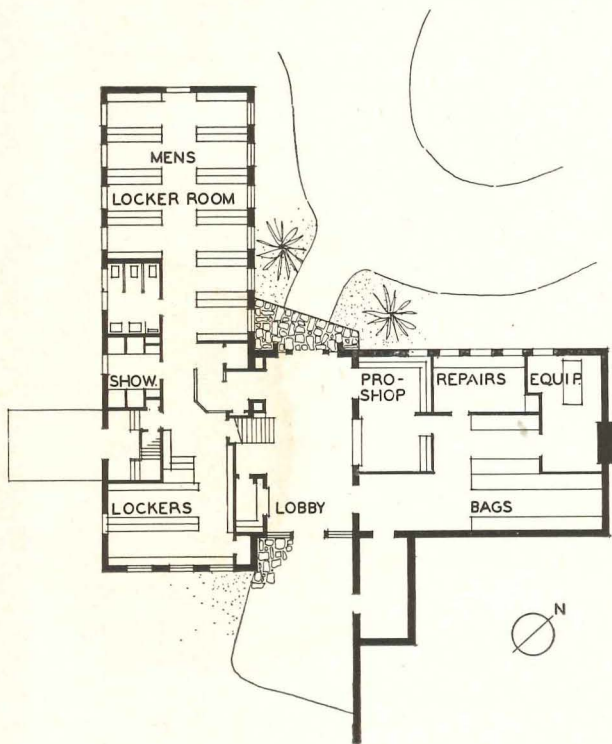 MENS
LOCKER ROOM
SHOW.
PRO-
SHOP
REPAIRS
EQUIP.
LOCKERS
LOBBY
BAGS
N